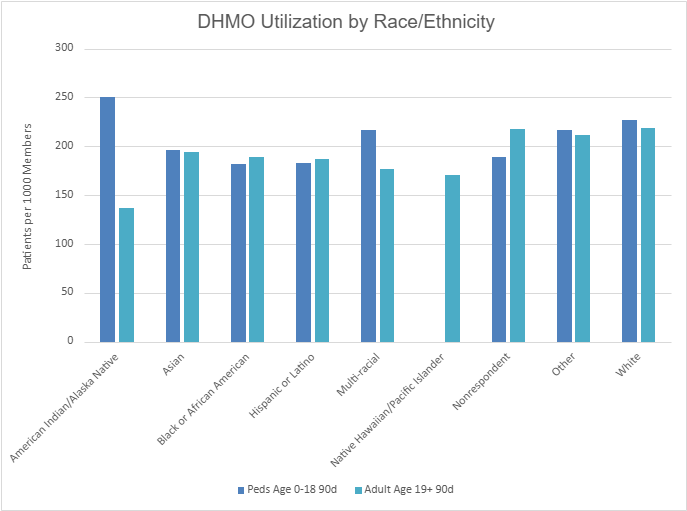 DHMO Utilization by Race/Ethnicity
300
250
200
150
100
50
0
Patients per 1000 Members
American Indian/Alaska Native
Asian
Black or African American
Hispanic or Latino
Multi-racial
Native Hawaiian/Pacific Islander
Nonrespondent
Other
White
Peds Age 0-18 90d
Adult Age 19+ 90d